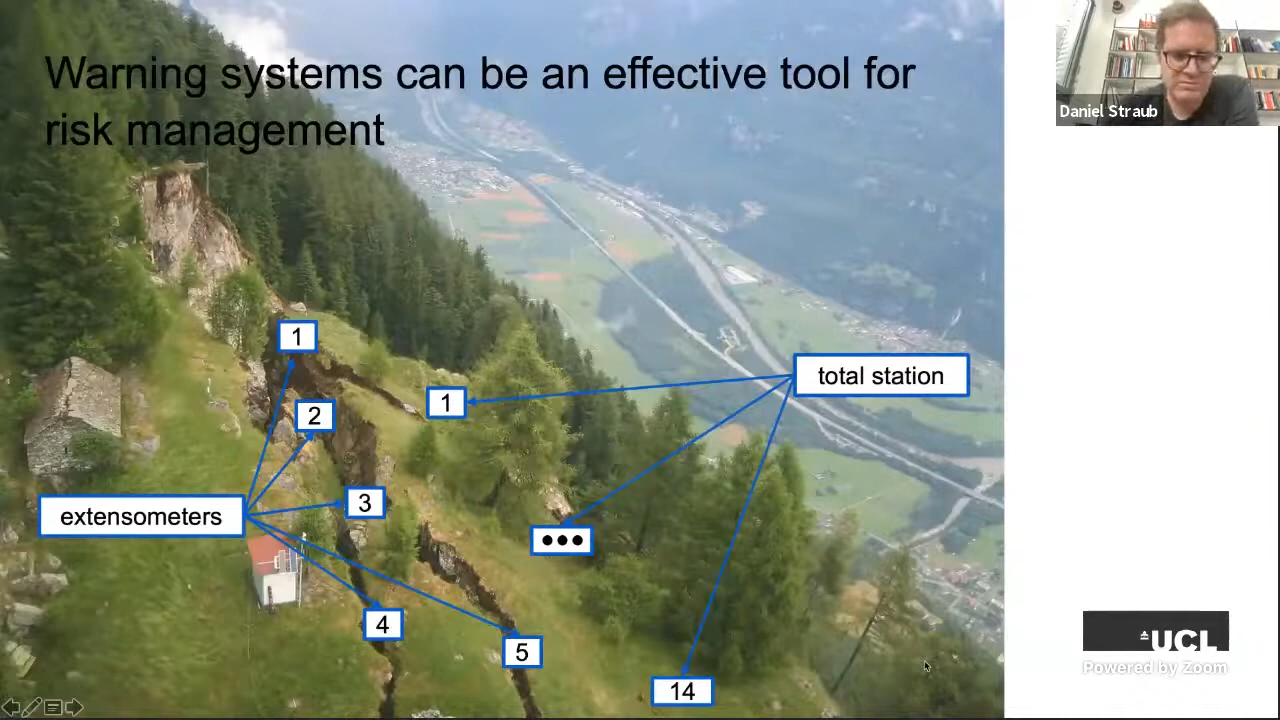 Warning systems can be an effective tool for
risk management
Daniel Straub
1
1
total station
2
3
extensometers
•••
4
5
14
UCL
Powered by Zoom